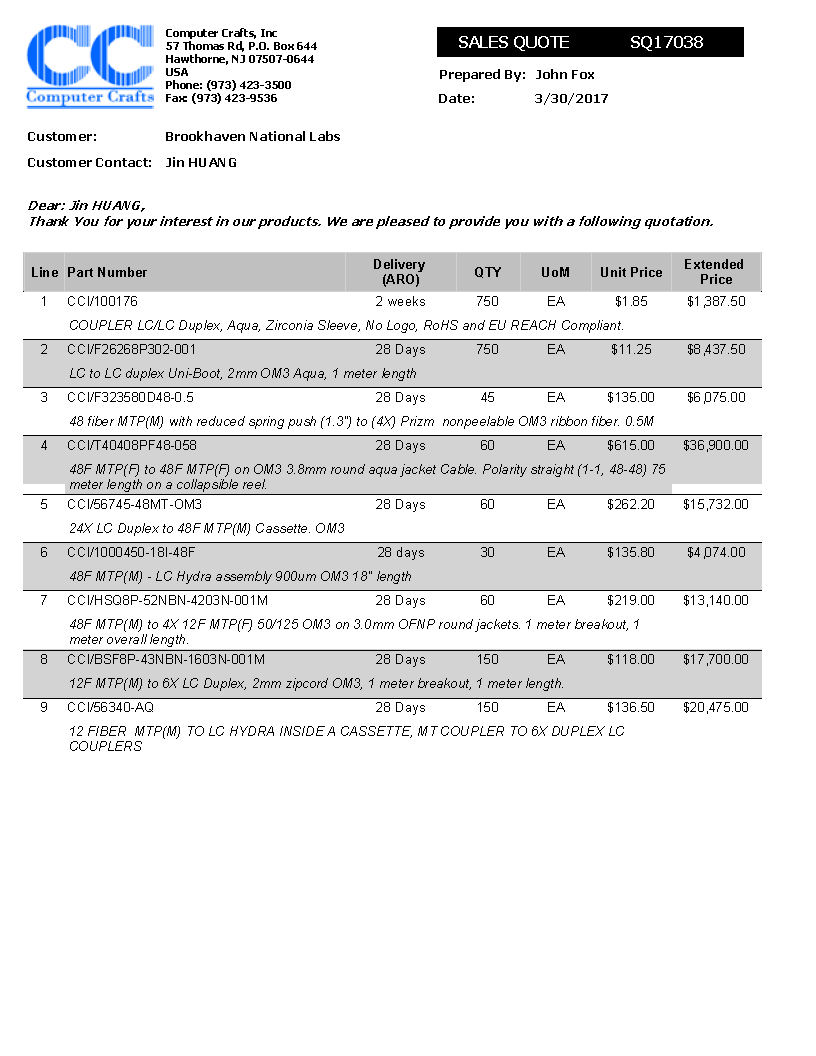 CC
Computer Crafts
Computer Crafts, Inc
57 Thomas Rd, P.O. Box 644
Hawthorne, NJ 07507-0644
USA
Phone: (973) 423-3500
Fax: (973) 423-9536
SALES QUOTE SQ17038
Prepared By: John Fox
Date: 3/30/2017
Customer: Brookhaven National Labs
Customer Contact: Jin HUANG
Dear: Jin HUANG,
Thank You for your interest in our products. We are pleased to provide you with a following quotation.
Line Part Number Delivery (ARO) QTY UoM Unit Price Extended Price
1 CCI/100176 2 weeks 750 EA $1.85 $1,387.50
COUPLER LC/LC Duplex, Aqua, Zirconia Sleeve, No Logo, RoHS and EU REACH Compliant.
2 CCI/F26268P302-001 28 Days 750 EA $11.25 $8,437.50
LC to LC duplex Uni-Boot, 2mm OM3 Aqua, 1 meter length
3 CCI/F323580D48-0.5 28 Days 45 EA $135.00 $6,075.00
48 fiber MTP(M) with reduced spring push (1.3") to (4X) Prizm nonpeelable OM3 ribbon fiber. 0.5M
4 CCI/T40408PF48-058 28 Days 60 EA $615.00 $36,900.00
48F MTP(F) to 48F MTP(F) on OM3 3.8mm round aqua jacket Cable. Polarity straight (1-1, 48-48) 75
meter length on a collapsible reel.
5 CCI/56745-48MT-OM3 28 Days 60 EA $262.20 $15,732.00
24X LC Duplex to 48F MTP(M) Cassette. OM3
6 CCI/1000450-18I-48F 28 days 30 EA $135.80 $4,074.00
48F MTP(M) - LC Hydra assembly 900um OM3 18" length
7 CCI/HSQ8P-52NBN-4203N-001M 28 Days 60 EA $219.00 $13,140.00
48F MTP(M) to 4X 12F MTP(F) 50/125 OM3 on 3.0mm OFNP round jackets. 1 meter breakout, 1
meter overall length.
8 CCI/BSF8P-43NBN-1603N-001M 28 Days 150 EA $118.00 $17,700.00
12F MTP(M) to 6X LC Duplex, 2mm zipcord OM3, 1 meter breakout, 1 meter length.
9 CCI/56340-AQ 28 Days 150 EA $136.50 $20,475.00
12 FIBER MTP(M) TO LC HYDRA INSIDE A CASSETTE, MT COUPLER TO 6X DUPLEX LC
COUPLERS